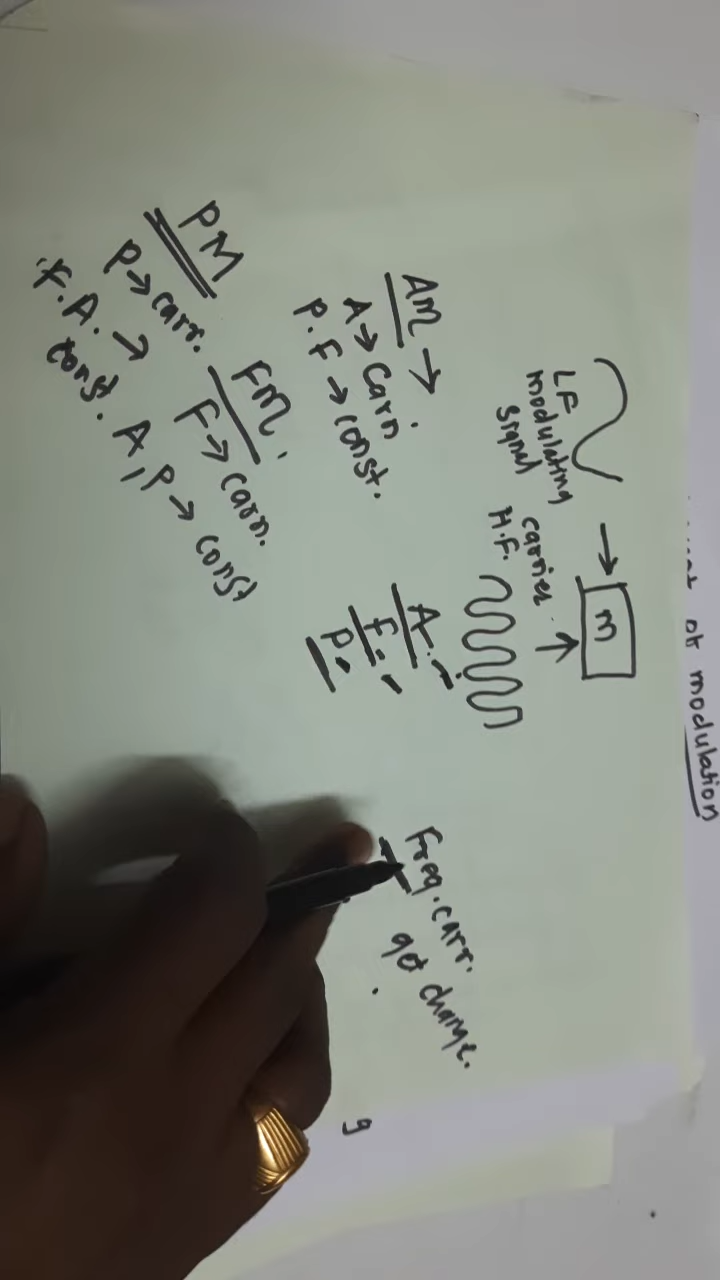 of modulation
M
LF
modulating
signal
carrier.
H.F.
AM →
A → Carr.
P.F → const.
A.
F.
P.
Freq. carr.
get change.
FM.
F → carr.
A, P → const
PM
P → carr.
F.A. →
const.
9